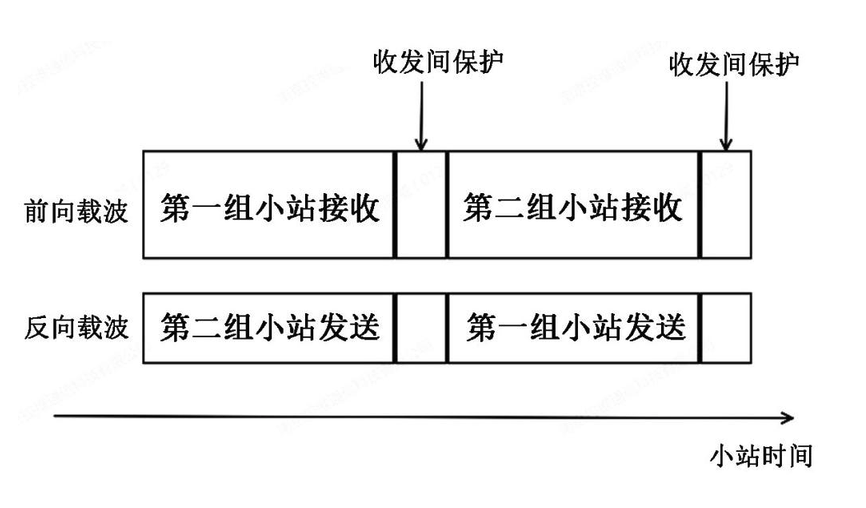 收发间保护
收发间保护
前向载波
第一组小站接收
第二组小站接收
反向载波
第二组小站发送
第一组小站发送
小站时间